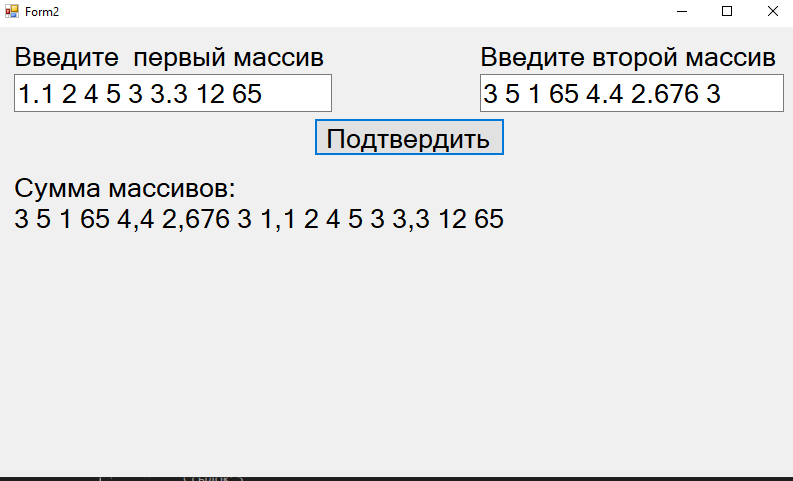 Form2
Введите  первый массив
Введите второй массив
1.1 2 4 5 3 3.3 12 65
3 5 1 65 4.4 2.676 3
Подтвердить
Сумма массивов:
3 5 1 65 4,4 2,676 3 1,1 2 4 5 3 3,3 12 65